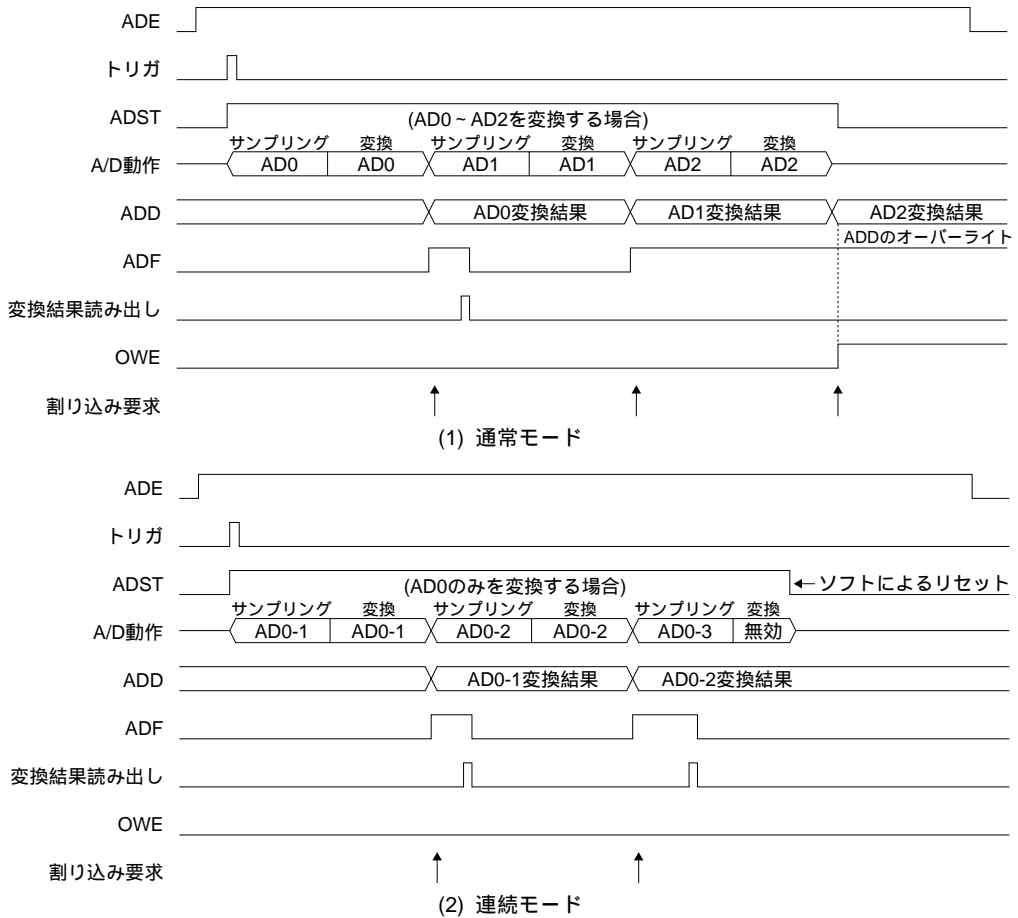 ADE
トリガ
ADST
(AD0 ~ AD2を変換する場合)
サンプリング 変換 サンプリング 変換 サンプリング 変換
A/D動作 AD0 AD0 AD1 AD1 AD2 AD2
ADD AD0変換結果 AD1変換結果 AD2変換結果
ADDのオーバーライト
ADF
変換結果読み出し
OWE
割り込み要求
(1) 通常モード
ADE
トリガ
ADST (AD0のみを変換する場合) ソフトによるリセット
サンプリング 変換 サンプリング 変換 サンプリング 変換
A/D動作 AD0-1 AD0-1 AD0-2 AD0-2 AD0-3 無効
ADD AD0-1変換結果 AD0-2変換結果
ADF
変換結果読み出し
OWE
割り込み要求
(2) 連続モード